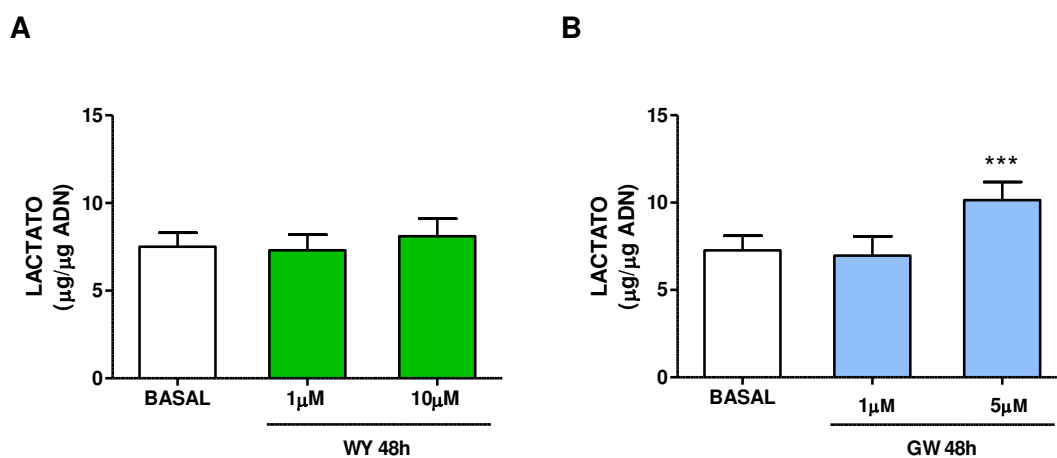 A
LACTATO
(µg/µg ADN)
15
10
5
0
BASAL
1µM
10µM
WY 48h
B
LACTATO
(µg/µg ADN)
15
10
5
0
***
BASAL
1µM
5µM
GW 48h